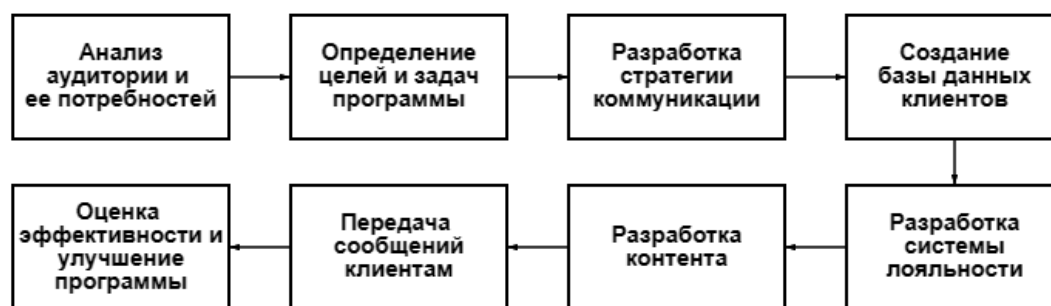 Анализ
аудитории и
ее потребностей
Определение
целей и задач
программы
Разработка
стратегии
коммуникации
Создание
базы данных
клиентов
Разработка
системы
лояльности
Разработка
контента
Передача
сообщений
клиентам
Оценка
эффективности и
улучшение
программы